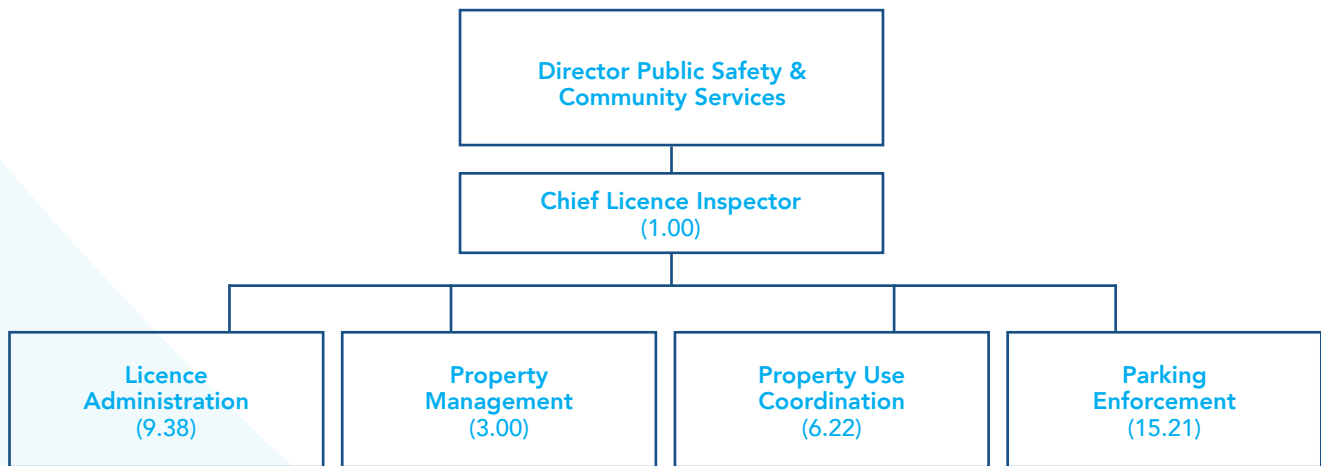 Director Public Safety &
Community Services
Chief Licence Inspector
(1.00)
Licence
Administration
(9.38)
Property
Management
(3.00)
Property Use
Coordination
(6.22)
Parking
Enforcement
(15.21)